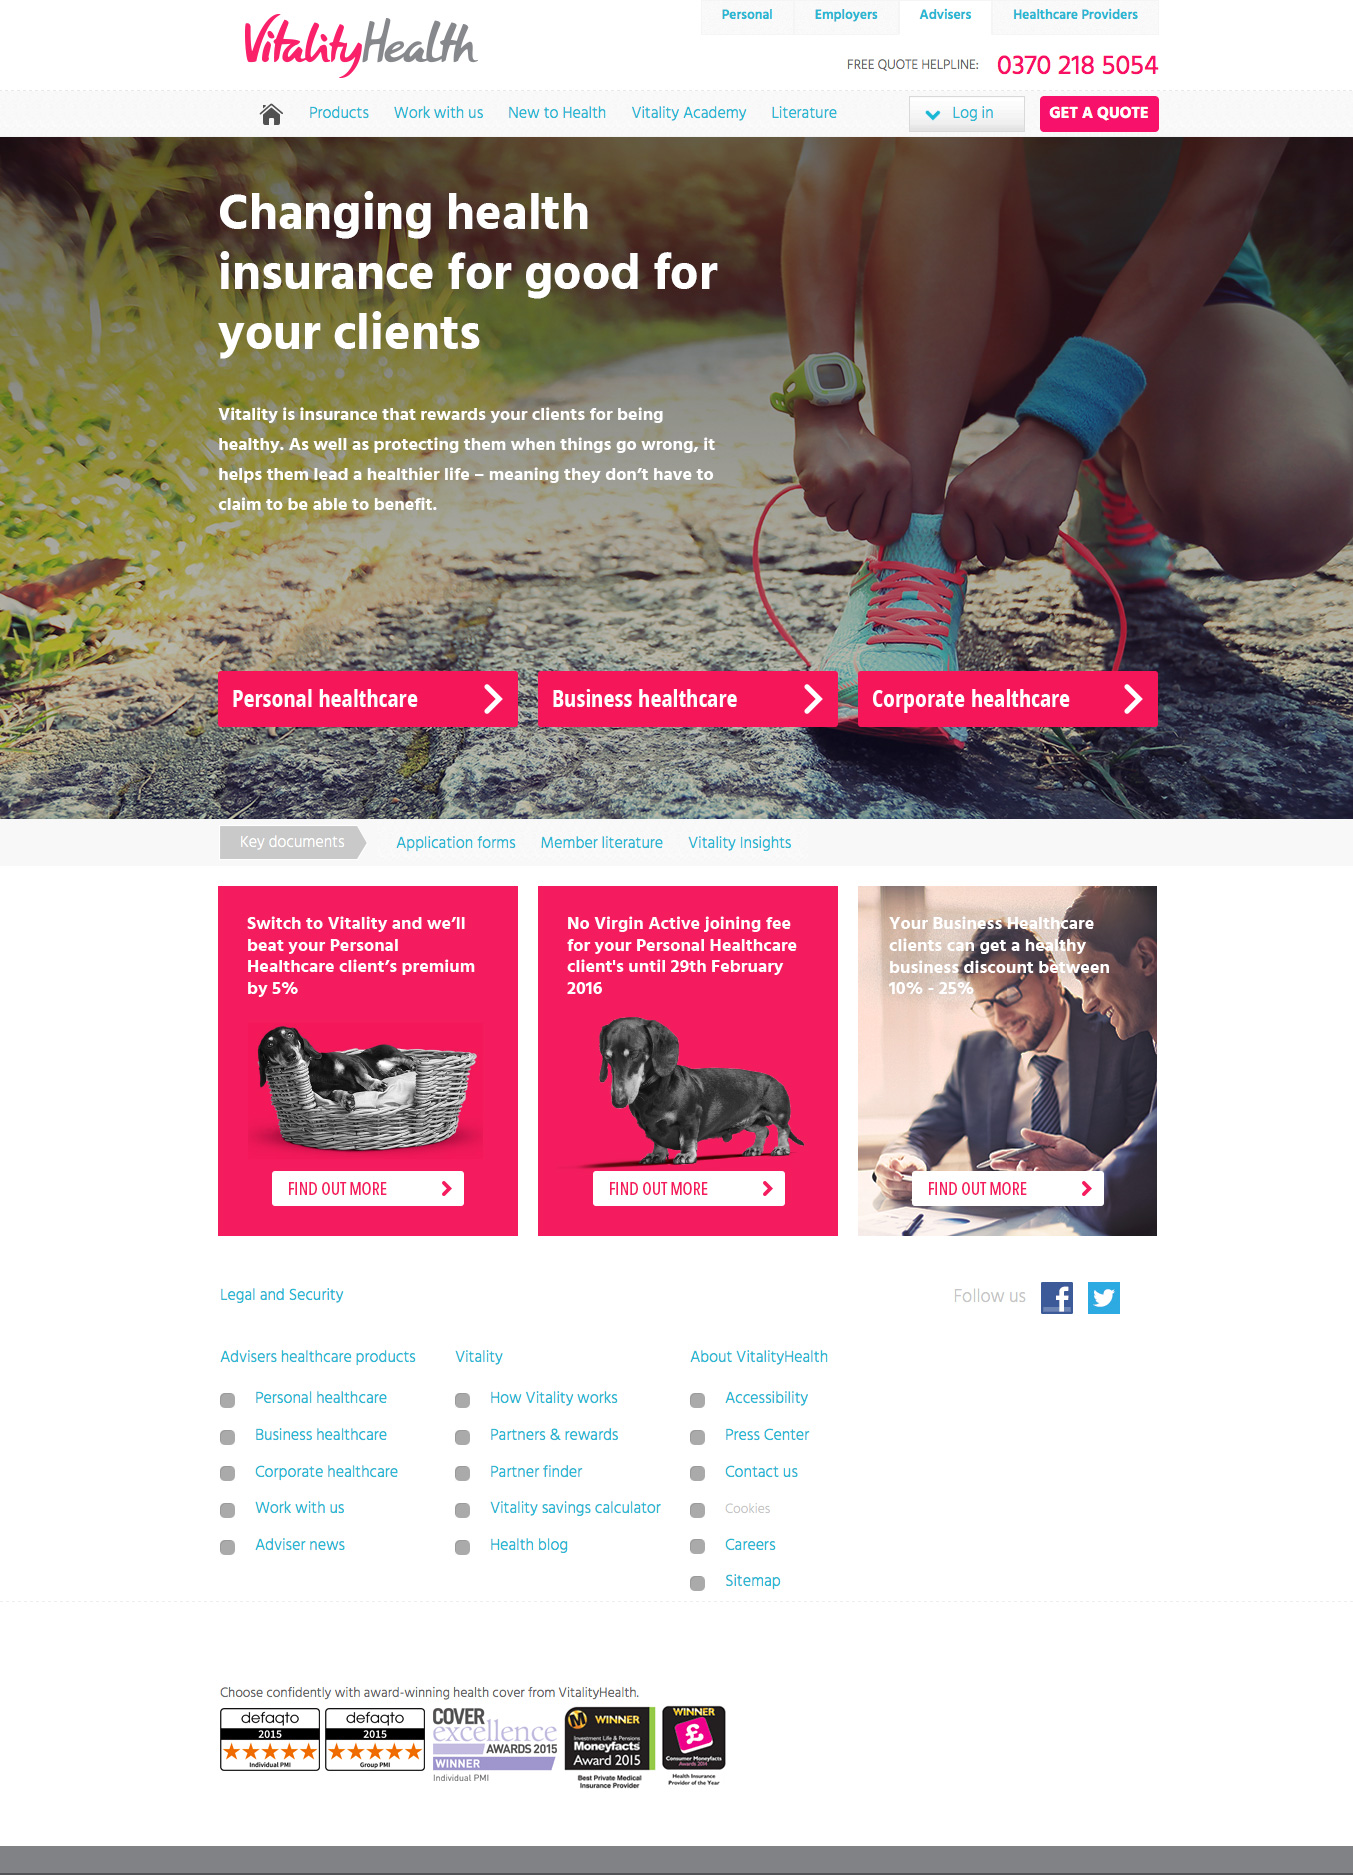 VitalityHealth
Personal
Employers
Advisers
Healthcare Providers
FREE QUOTE HELPLINE: 0370 218 5054
Products
Work with us
New to Health
Vitality Academy
Literature
Log in
GET A QUOTE
Changing health
insurance for good for
your clients
Vitality is insurance that rewards your clients for being
healthy. As well as protecting them when things go wrong, it
helps them lead a healthier life – meaning they don’t have to
claim to be able to benefit.
Personal healthcare
Business healthcare
Corporate healthcare
Key documents
Application forms
Member literature
Vitality Insights
Switch to Vitality and we’ll
beat your Personal
Healthcare client’s premium
by 5%
FIND OUT MORE
No Virgin Active joining fee
for your Personal Healthcare
client's until 29th February
2016
FIND OUT MORE
Your Business Healthcare
clients can get a healthy
business discount between
10% - 25%
FIND OUT MORE
Legal and Security
Follow us
Advisers healthcare products
Personal healthcare
Business healthcare
Corporate healthcare
Work with us
Adviser news
Vitality
How Vitality works
Partners & rewards
Partner finder
Vitality savings calculator
Health blog
About VitalityHealth
Accessibility
Press Center
Contact us
Cookies
Careers
Sitemap
Choose confidently with award-winning health cover from VitalityHealth.
defaqto
2015
Individual PMI
defaqto
2015
Group PMI
COVER
excellence
AWARDS 2015
WINNER
Individual PMI
WINNER
Investment Life & Pensions
Moneyfacts
Award 2015
Best Private Medical
Insurance Provider
WINNER
£
Consumer Moneyfacts
Awards 2014
Health Insurance
Provider of the Year